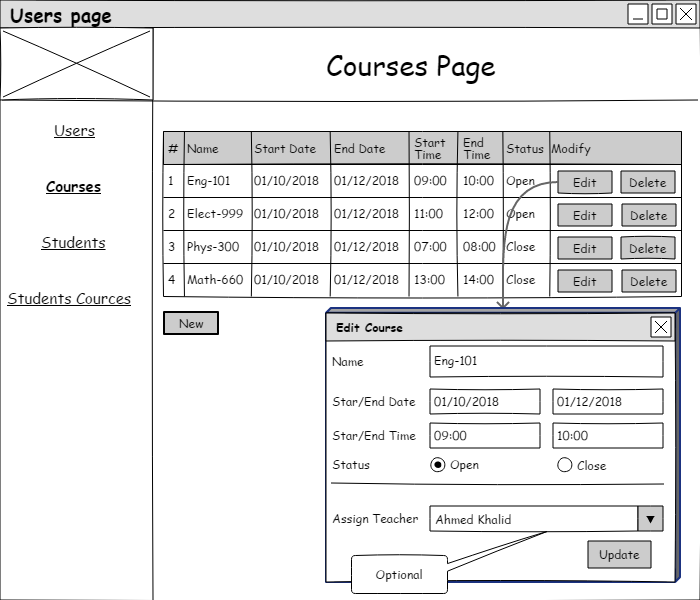 Users page
Courses Page
Users
Courses
Students
Students Cources
# Name Start Date End Date Start Time End Time Status Modify
1 Eng-101 01/10/2018 01/12/2018 09:00 10:00 Open Edit Delete
2 Elect-999 01/10/2018 01/12/2018 11:00 12:00 Open Edit Delete
3 Phys-300 01/10/2018 01/12/2018 07:00 08:00 Close Edit Delete
4 Math-660 01/10/2018 01/12/2018 13:00 14:00 Close Edit Delete
New
Edit Course
Name Eng-101
Star/End Date 01/10/2018 01/12/2018
Star/End Time 09:00 10:00
Status Open Close
Assign Teacher Ahmed Khalid
Update
Optional